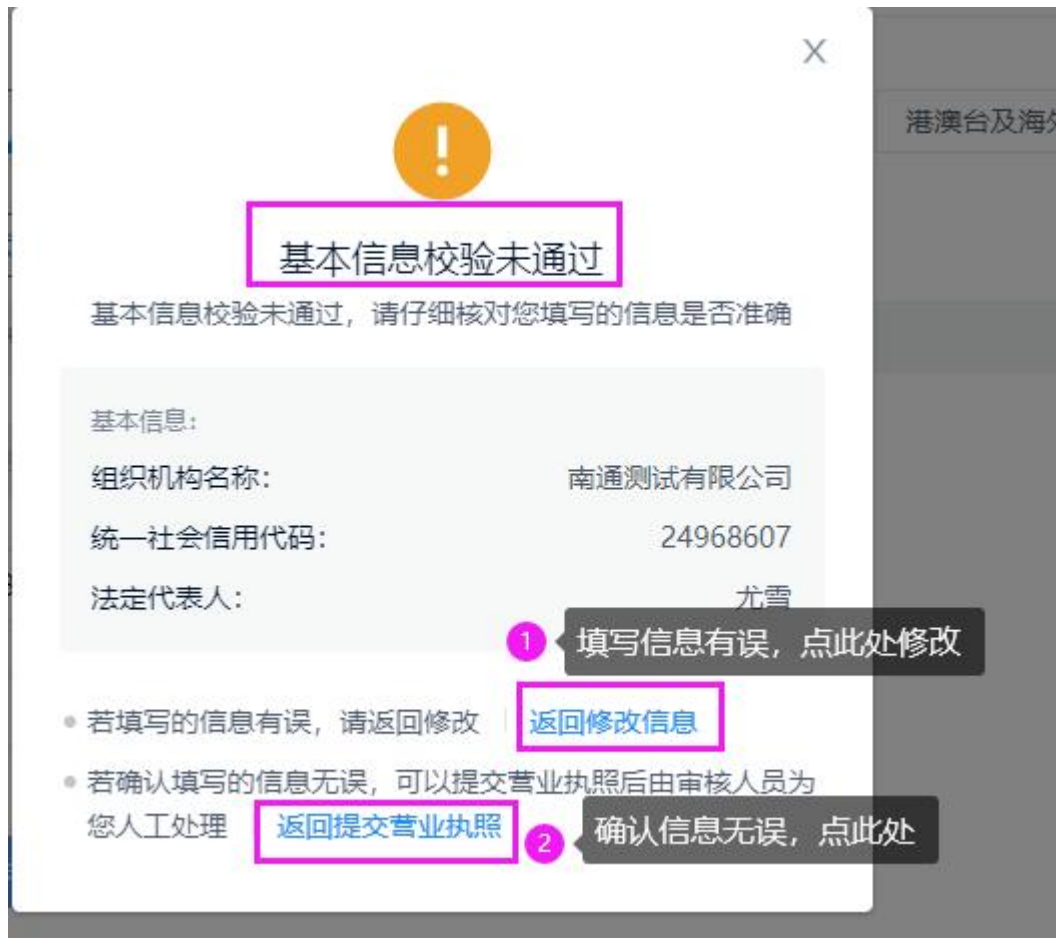 X
港澳台及海外
!
基本信息校验未通过
基本信息校验未通过，请仔细核对您填写的信息是否准确
基本信息：
组织机构名称： 南通测试有限公司
统一社会信用代码： 24968607
法定代表人： 尤雪
1 填写信息有误，点此处修改
若填写的信息有误，请返回修改 返回修改信息
若确认填写的信息无误，可以提交营业执照后由审核人员为
您人工处理 返回提交营业执照
2 确认信息无误，点此处